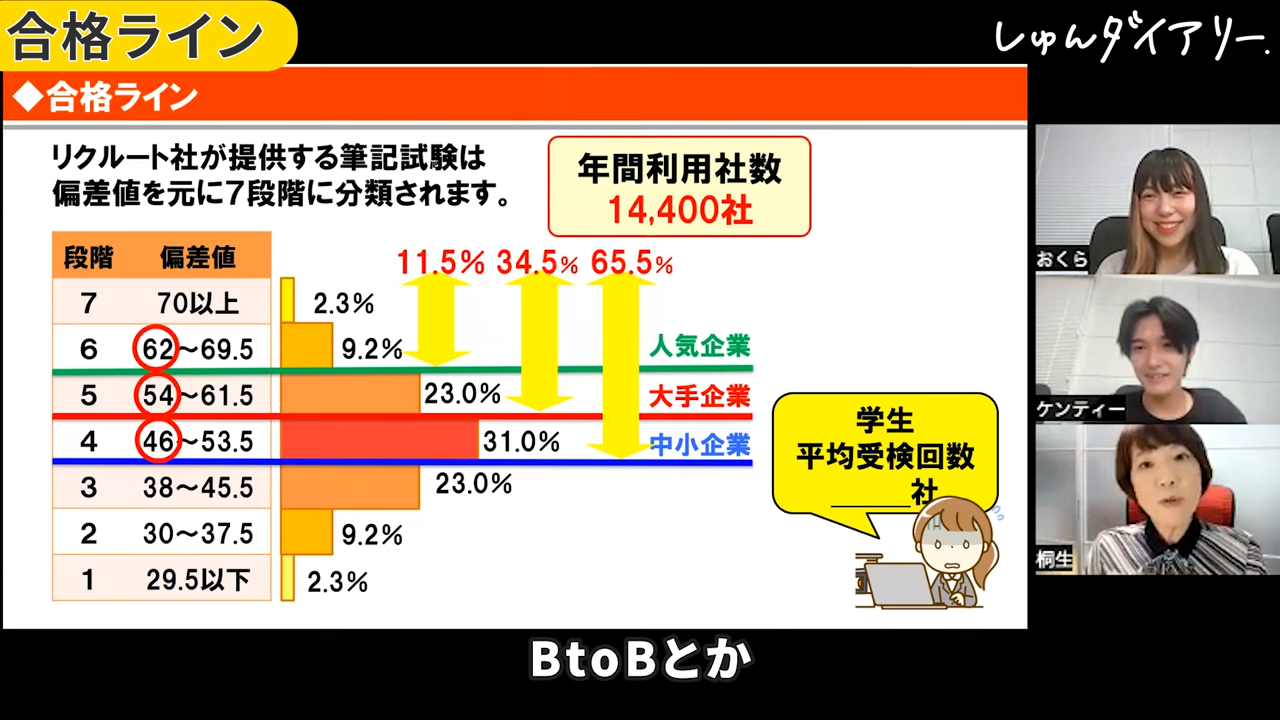 合格ライン
しゅんダイアリー.
◆合格ライン
リクルート社が提供する筆記試験は
偏差値を元に7段階に分類されます。
年間利用社数
14,400社
段階 偏差値
11.5% 34.5% 65.5%
7 70以上 2.3%
6 62～69.5 9.2% 人気企業
5 54～61.5 23.0% 大手企業
4 46～53.5 31.0% 中小企業
3 38～45.5 23.0%
2 30～37.5 9.2%
1 29.5以下 2.3%
学生
平均受検回数
社
おくら
ケンティー
桐生
BtoBとか